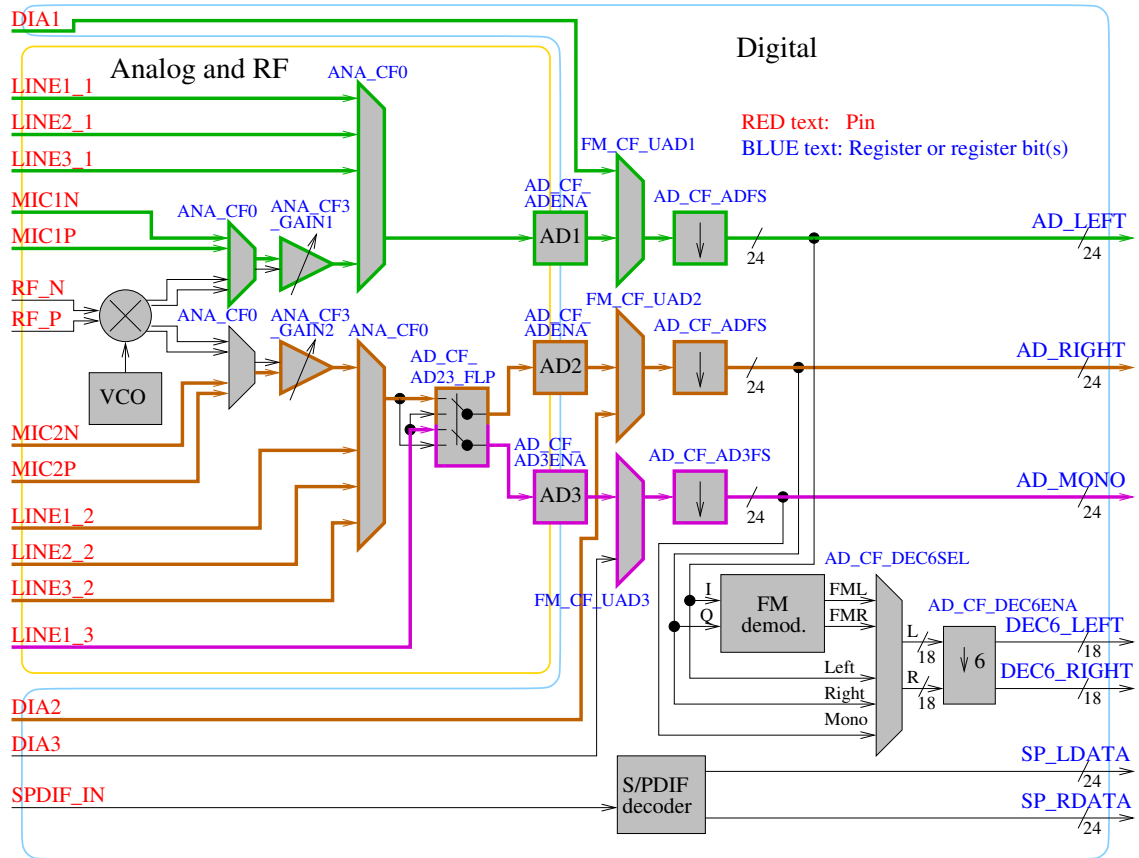 DIA1
Analog and RF
Digital
ANA_CF0
LINE1_1
LINE2_1
LINE3_1
RED text: Pin
BLUE text: Register or register bit(s)
FM_CF_UAD1
MIC1N
MIC1P
ANA_CF0
ANA_CF3
_GAIN1
AD_CF_
ADENA
AD1
AD_CF_ADFS
24
AD_LEFT
24
RF_N
RF_P
VCO
ANA_CF0
ANA_CF3
_GAIN2
ANA_CF0
AD_CF_
AD23_FLP
AD_CF_
ADENA
AD2
FM_CF_UAD2
AD_CF_ADFS
24
AD_RIGHT
24
MIC2N
MIC2P
AD_CF_
AD3ENA
AD3
AD_CF_AD3FS
24
AD_MONO
24
LINE1_2
LINE2_2
LINE3_2
LINE1_3
FM_CF_UAD3
AD_CF_DEC6SEL
I
Q
FM
demod.
FML
FMR
Left
Right
Mono
L
18
R
18
AD_CF_DEC6ENA
6
DEC6_LEFT
18
DEC6_RIGHT
18
DIA2
DIA3
SPDIF_IN
S/PDIF
decoder
SP_LDATA
24
SP_RDATA
24